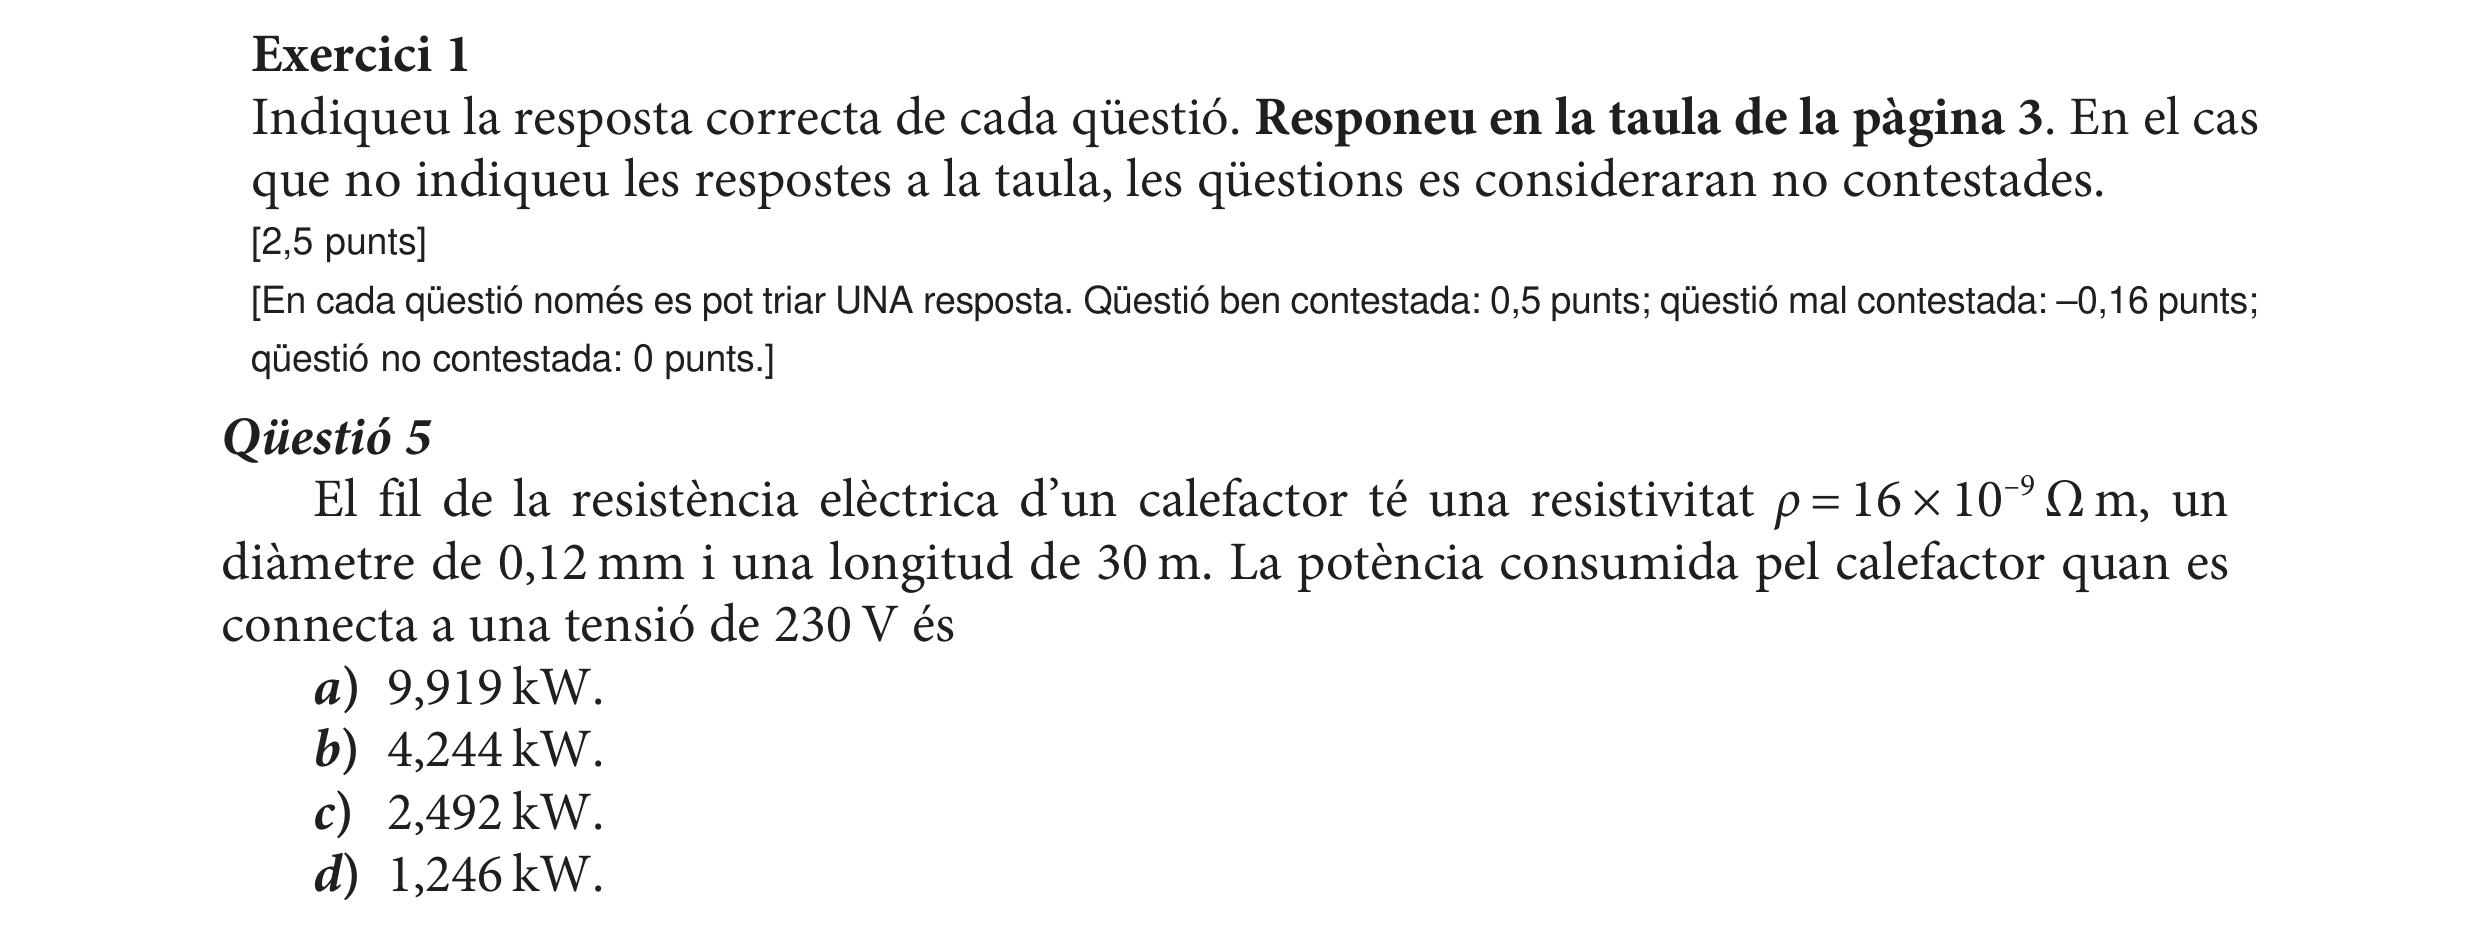 Exercici 1
Indiqueu la resposta correcta de cada qüestió. Responeu en la taula de la pàgina 3. En el cas
que no indiqueu les respostes a la taula, les qüestions es consideraran no contestades.
[2,5 punts]
[En cada qüestió només es pot triar UNA resposta. Qüestió ben contestada: 0,5 punts; qüestió mal contestada: –0,16 punts;
qüestió no contestada: 0 punts.]
Qüestió 5
El fil de la resistència elèctrica d’un calefactor té una resistivitat ρ = 16 × 10⁻⁹ Ω m, un
diàmetre de 0,12 mm i una longitud de 30 m. La potència consumida pel calefactor quan es
connecta a una tensió de 230 V és
a) 9,919 kW.
b) 4,244 kW.
c) 2,492 kW.
d) 1,246 kW.